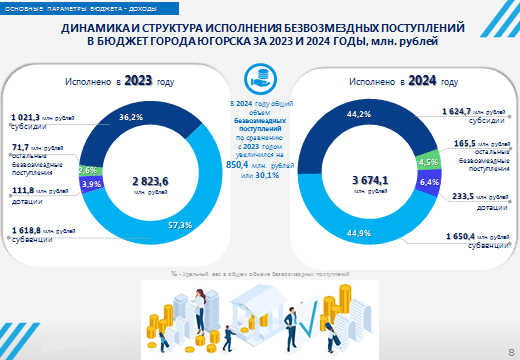 ОСНОВНЫЕ ПАРАМЕТРЫ БЮДЖЕТА - ДОХОДЫ
ДИНАМИКА И СТРУКТУРА ИСПОЛНЕНИЯ БЕЗВОЗМЕЗДНЫХ ПОСТУПЛЕНИЙ
В БЮДЖЕТ ГОРОДА ЮГОРСКА ЗА 2023 И 2024 ГОДЫ, млн. рублей
Исполнено в 2023 году
1 021,3 млн. рублей
субсидии
71,7 млн. рублей
остальные
безвозмездные
поступления
111,8 млн. рублей
дотации
1 618,8 млн. рублей
субвенции
36,2%
2,6%
3,9%
57,3%
2 823,6
млн. рублей
В 2024 году общий
объем
безвозмездных
поступлений
по сравнению
с 2023 годом
увеличился на
850,4 млн. рублей
или 30,1%
Исполнено в 2024 году
44,2%
4,5%
6,4%
44,9%
3 674,1
млн. рублей
1 624,7 млн. рублей
субсидии
165,5 млн. рублей
остальные
безвозмездные
поступления
233,5 млн. рублей
дотации
1 650,4 млн. рублей
субвенции
% - Удельный вес в общем объеме безвозмездных поступлений
8